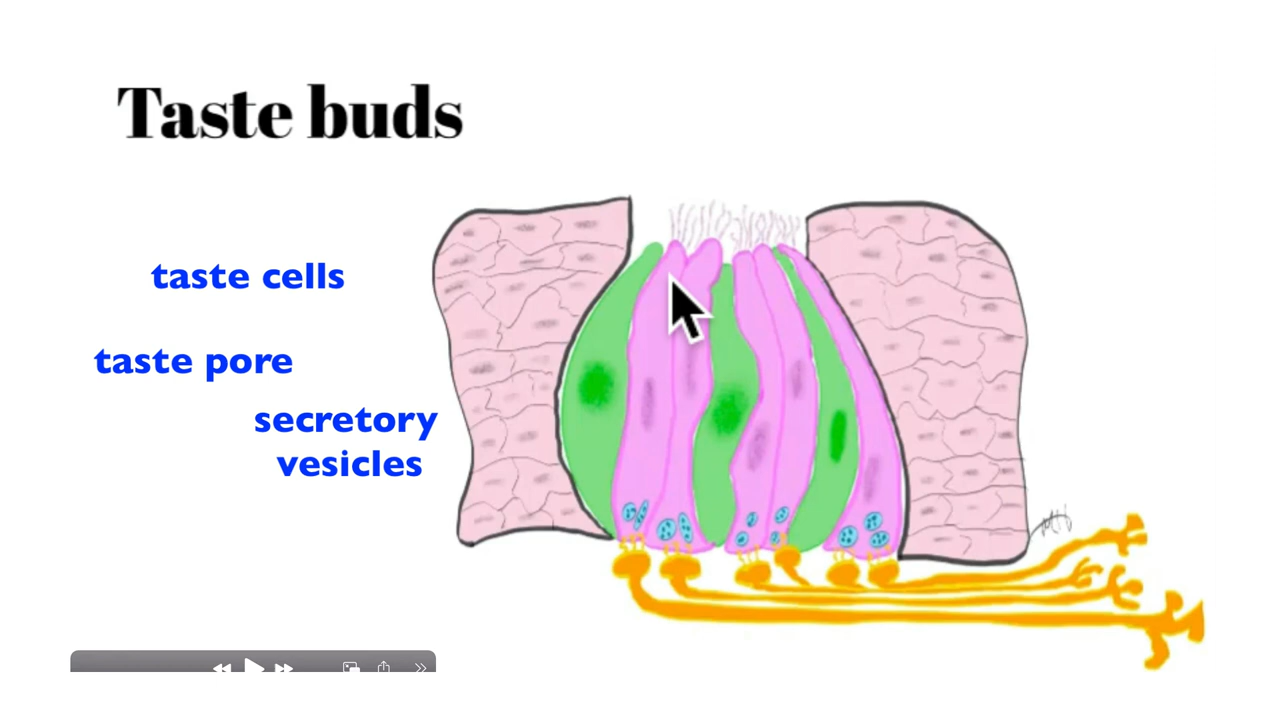 Taste buds
taste cells
taste pore
secretory
vesicles